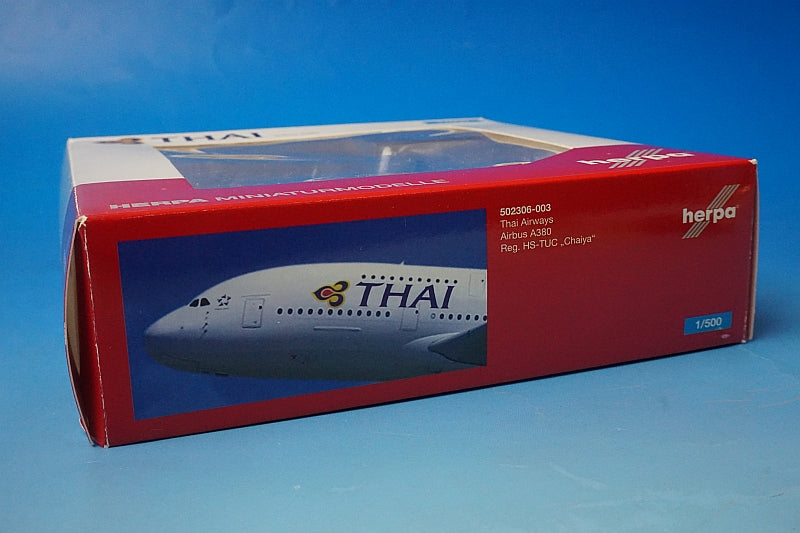 THAI
herpa
HERPA MINIATURMODELLE
502306-003
Thai Airways
Airbus A380
Reg. HS-TUC „Chaiya“
herpa
THAI
1/500